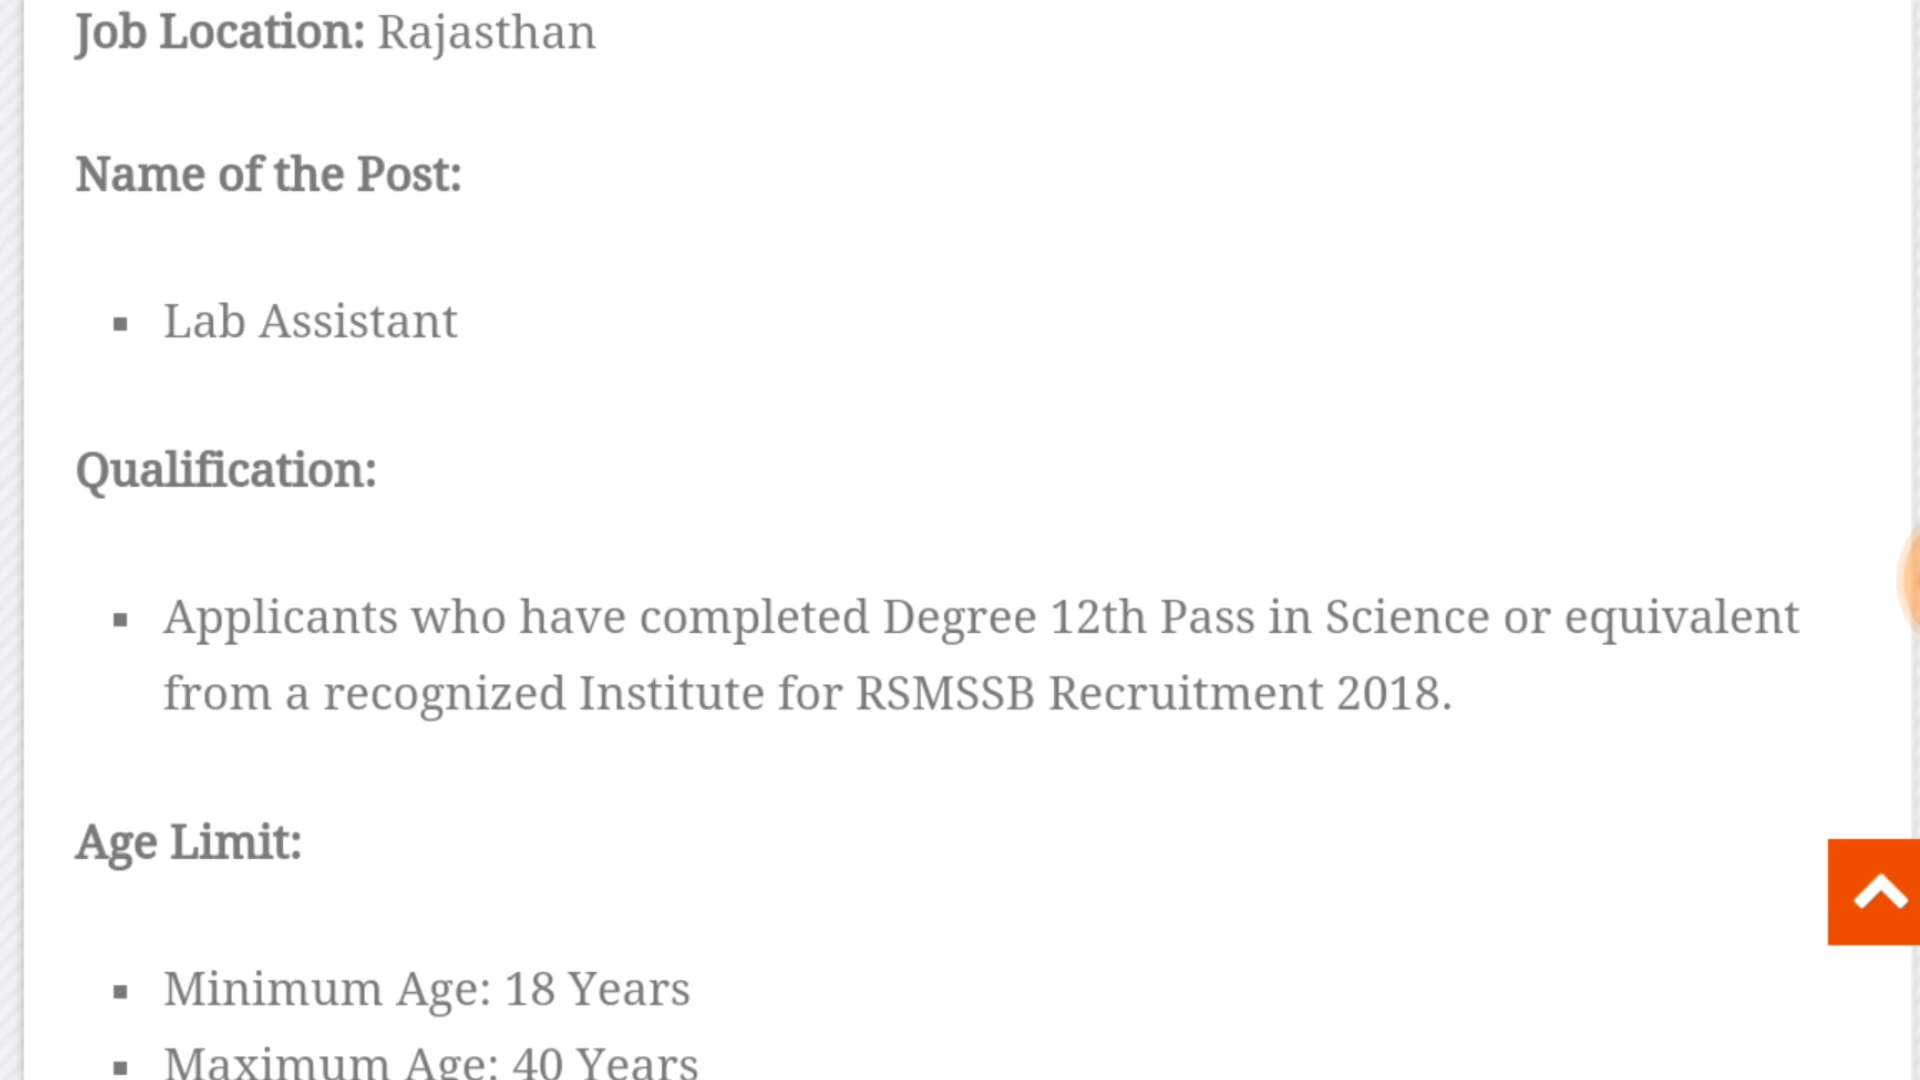 Job Location: Rajasthan
Name of the Post:
▪ Lab Assistant
Qualification:
▪ Applicants who have completed Degree 12th Pass in Science or equivalent
from a recognized Institute for RSMSSB Recruitment 2018.
Age Limit:
▪ Minimum Age: 18 Years
▪ Maximum Age: 40 Years